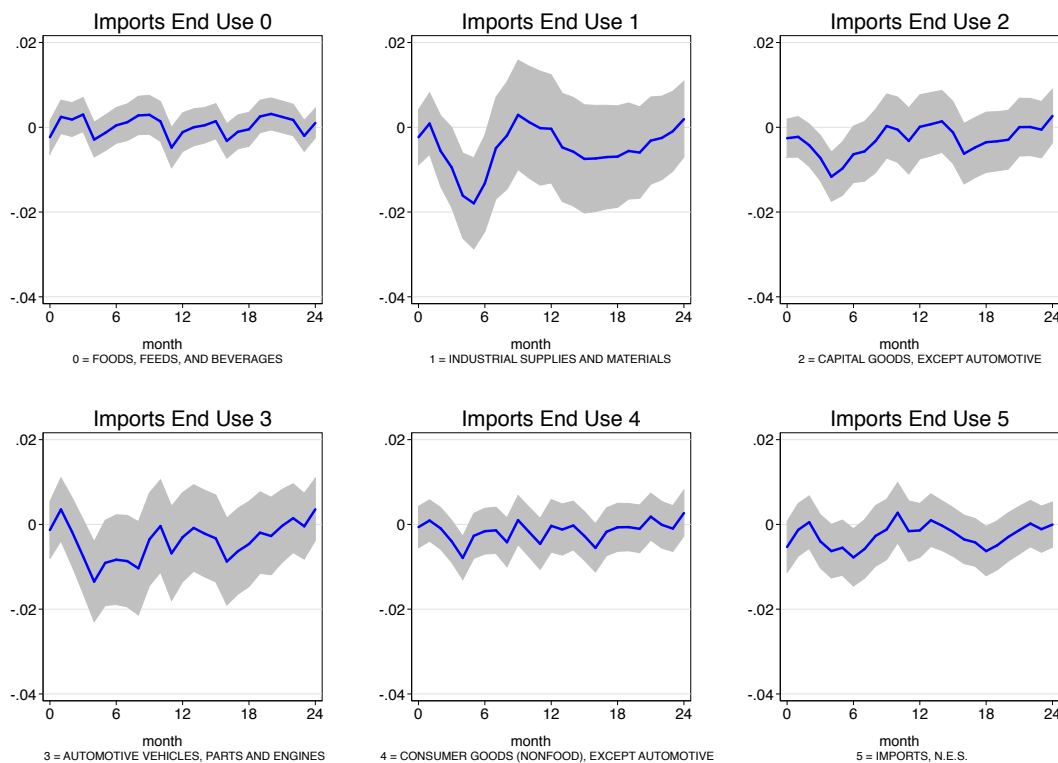 Imports End Use 0
.02
0
-.02
-.04
0 6 12 18 24
month
0 = FOODS, FEEDS, AND BEVERAGES
Imports End Use 1
.02
0
-.02
-.04
0 6 12 18 24
month
1 = INDUSTRIAL SUPPLIES AND MATERIALS
Imports End Use 2
.02
0
-.02
-.04
0 6 12 18 24
month
2 = CAPITAL GOODS, EXCEPT AUTOMOTIVE
Imports End Use 3
.02
0
-.02
-.04
0 6 12 18 24
month
3 = AUTOMOTIVE VEHICLES, PARTS AND ENGINES
Imports End Use 4
.02
0
-.02
-.04
0 6 12 18 24
month
4 = CONSUMER GOODS (NONFOOD), EXCEPT AUTOMOTIVE
Imports End Use 5
.02
0
-.02
-.04
0 6 12 18 24
month
5 = IMPORTS, N.E.S.